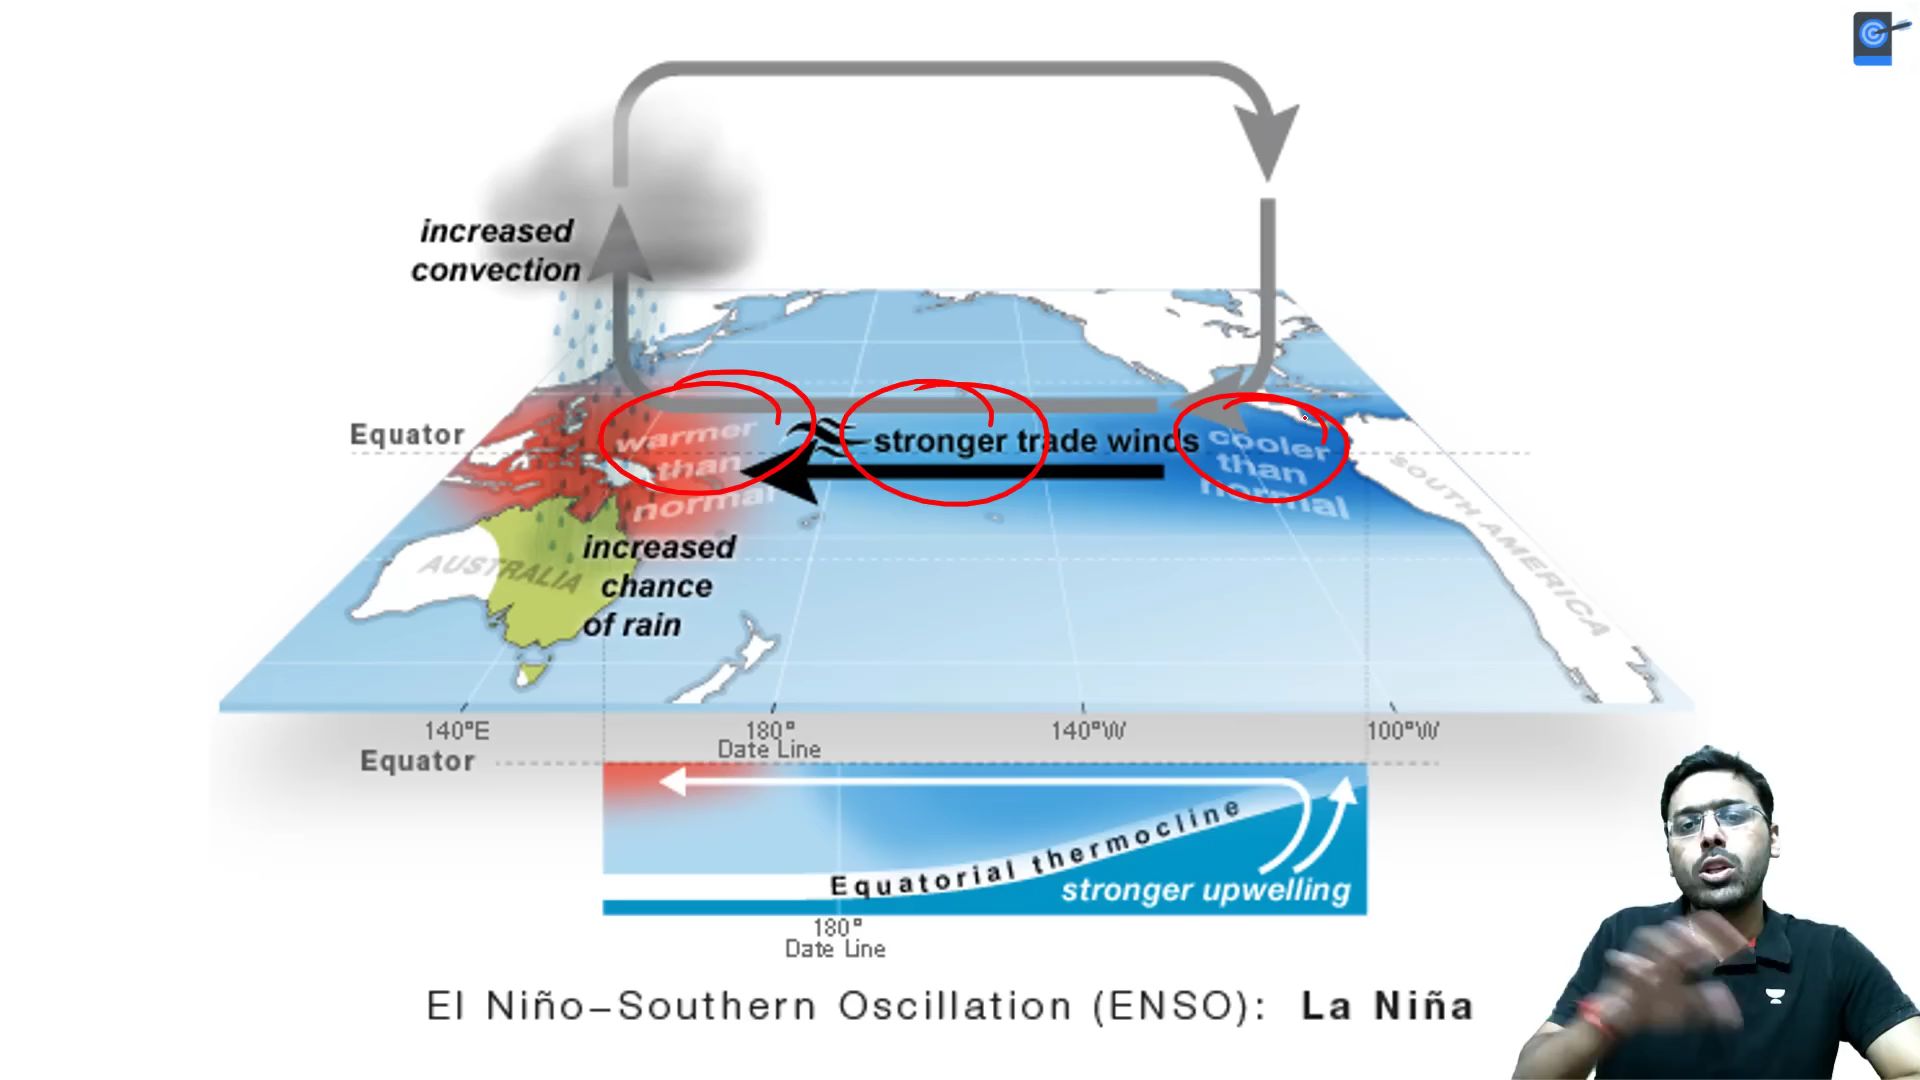 increased
convection
Equator
warmer
than
normal
stronger trade winds
cooler
than
normal
SOUTH AMERICA
AUSTRALIA
increased
chance
of rain
140°E
180°
Date Line
140°W
100°W
Equator
Equatorial thermocline
stronger upwelling
180°
Date Line
El Niño–Southern Oscillation (ENSO): La Niña